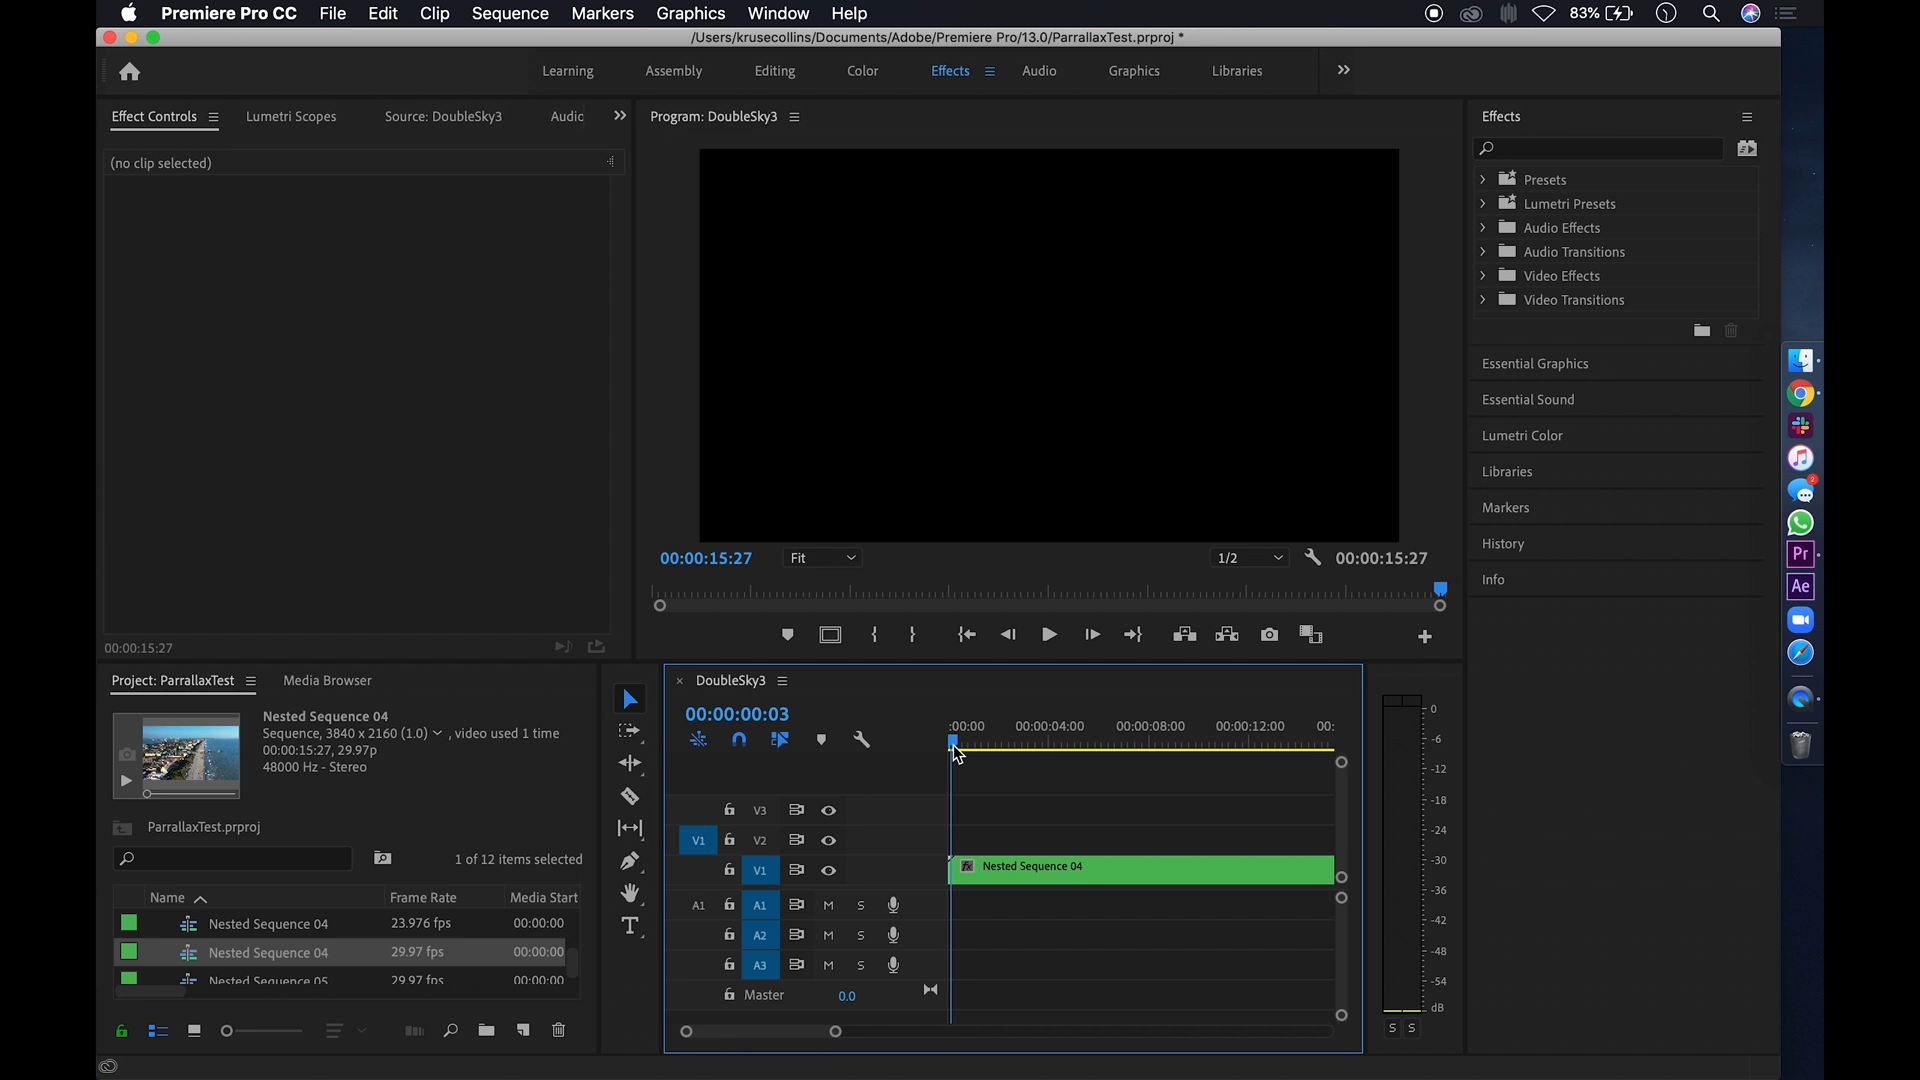 Premiere Pro CC File Edit Clip Sequence Markers Graphics Window Help 83%
/Users/krusecollins/Documents/Adobe/Premiere Pro/13.0/ParrallaxTest.prproj *
Learning Assembly Editing Color Effects Audio Graphics Libraries
Effect Controls Lumetri Scopes Source: DoubleSky3 Audio
(no clip selected)
00:00:15:27
Program: DoubleSky3
00:00:15:27 Fit 1/2 00:00:15:27
Effects
Presets
Lumetri Presets
Audio Effects
Audio Transitions
Video Effects
Video Transitions
Essential Graphics
Essential Sound
Lumetri Color
Libraries
Markers
History
Info
2
Pr
Ae
Project: ParrallaxTest Media Browser
Nested Sequence 04
Sequence, 3840 x 2160 (1.0) , video used 1 time
00:00:15:27, 29.97p
48000 Hz - Stereo
ParrallaxTest.prproj
1 of 12 items selected
Name Frame Rate Media Start
Nested Sequence 04 23.976 fps 00:00:00
Nested Sequence 04 29.97 fps 00:00:00
Nested Sequence 05 29.97 fps 00:00:00
× DoubleSky3
00:00:00:03
:00:00 00:00:04:00 00:00:08:00 00:00:12:00 00:
V3
V1 V2
V1 fx Nested Sequence 04
A1 A1 M S
A2 M S
A3 M S
Master 0.0
0
-6
-12
-18
-24
-30
-36
-42
-48
-54
dB
S S